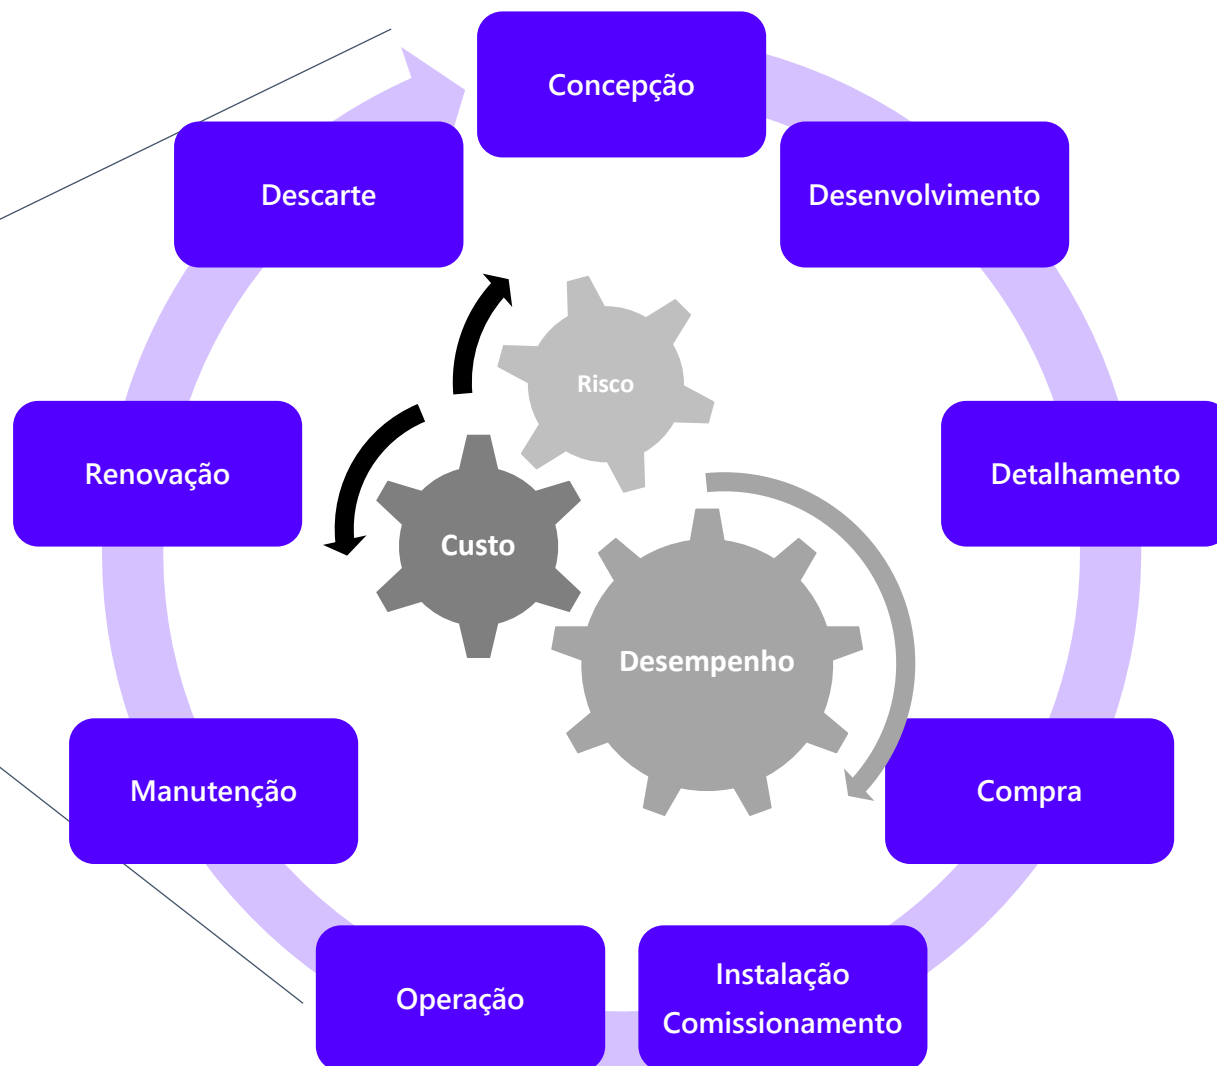 Concepção
Desenvolvimento
Detalhamento
Compra
Instalação
Comissionamento
Operação
Manutenção
Renovação
Descarte
Risco
Custo
Desempenho